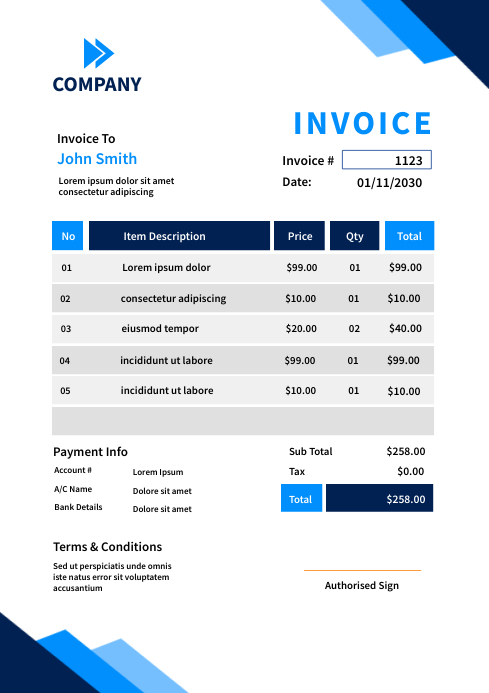 COMPANY
INVOICE
Invoice To
John Smith
Lorem ipsum dolor sit amet
consectetur adipiscing
Invoice # 1123
Date: 01/11/2030
No Item Description Price Qty Total
01 Lorem ipsum dolor $99.00 01 $99.00
02 consectetur adipiscing $10.00 01 $10.00
03 eiusmod tempor $20.00 02 $40.00
04 incididunt ut labore $99.00 01 $99.00
05 incididunt ut labore $10.00 01 $10.00
Payment Info
Account # Lorem Ipsum
A/C Name Dolore sit amet
Bank Details Dolore sit amet
Sub Total $258.00
Tax $0.00
Total $258.00
Terms & Conditions
Sed ut perspiciatis unde omnis
iste natus error sit voluptatem
accusantium
Authorised Sign